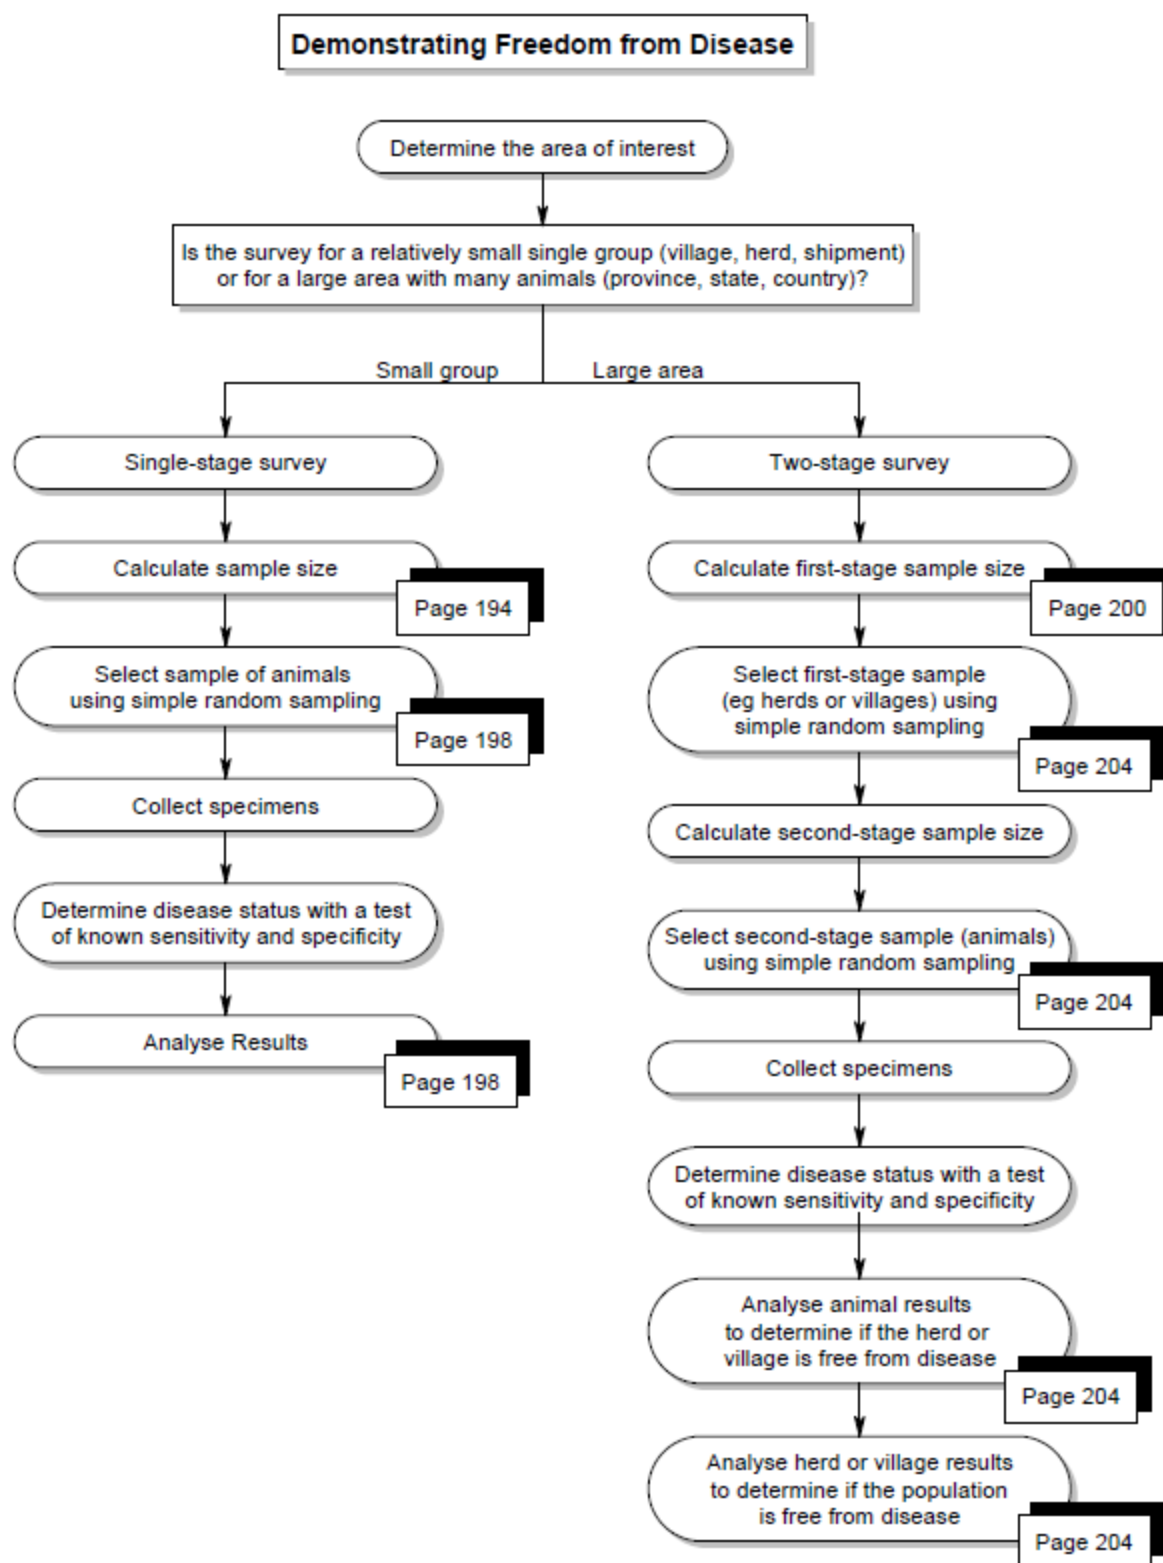 Demonstrating Freedom from Disease
Determine the area of interest
Is the survey for a relatively small single group (village, herd, shipment)
or for a large area with many animals (province, state, country)?
Small group
Large area
Single-stage survey
Calculate sample size
Page 194
Select sample of animals
using simple random sampling
Page 198
Collect specimens
Determine disease status with a test
of known sensitivity and specificity
Analyse Results
Page 198
Two-stage survey
Calculate first-stage sample size
Page 200
Select first-stage sample
(eg herds or villages) using
simple random sampling
Page 204
Calculate second-stage sample size
Select second-stage sample (animals)
using simple random sampling
Page 204
Collect specimens
Determine disease status with a test
of known sensitivity and specificity
Analyse animal results
to determine if the herd or
village is free from disease
Page 204
Analyse herd or village results
to determine if the population
is free from disease
Page 204